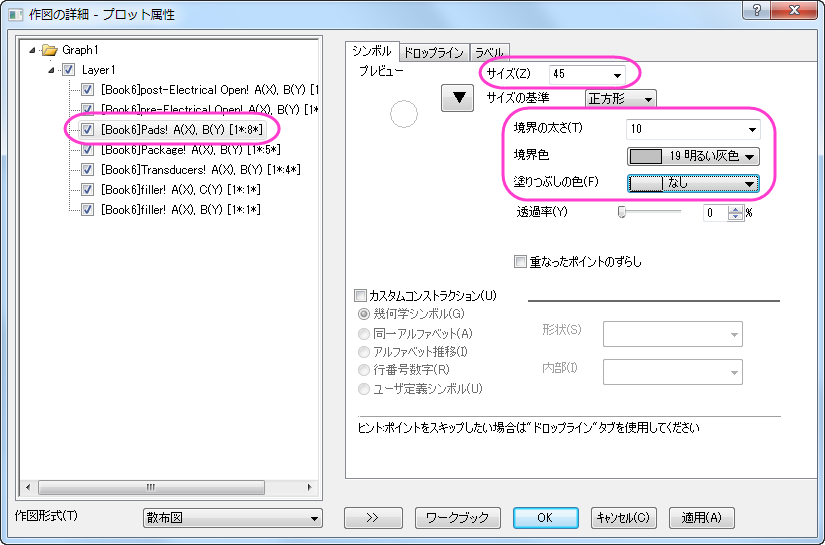 作図の詳細 - プロット属性
Graph1
Layer1
[Book6]post-Electrical Open! A(X), B(Y) [1
[Book6]pre-Electrical Open! A(X), B(Y) [1*
[Book6]Pads! A(X), B(Y) [1*:8*]
[Book6]Package! A(X), B(Y) [1*:5*]
[Book6]Transducers! A(X), B(Y) [1*:4*]
[Book6]filler! A(X), C(Y) [1*:1*]
[Book6]filler! A(X), B(Y) [1*:1*]
作図形式(T)
散布図
シンボル ドロップライン ラベル
プレビュー
サイズ(Z) 45
サイズの基準 正方形
境界の太さ(T) 10
境界色 19 明るい灰色
塗りつぶしの色(F) なし
透過率(Y) 0 %
重なったポイントのずらし
カスタムコンストラクション(U)
幾何学シンボル(G)
同一アルファベット(A)
アルファベット推移(I)
行番号数字(R)
ユーザ定義シンボル(U)
形状(S)
内部(I)
ヒント:ポイントをスキップしたい場合は"ドロップライン"タブを使用してください
>> ワークブック OK キャンセル(C) 適用(A)